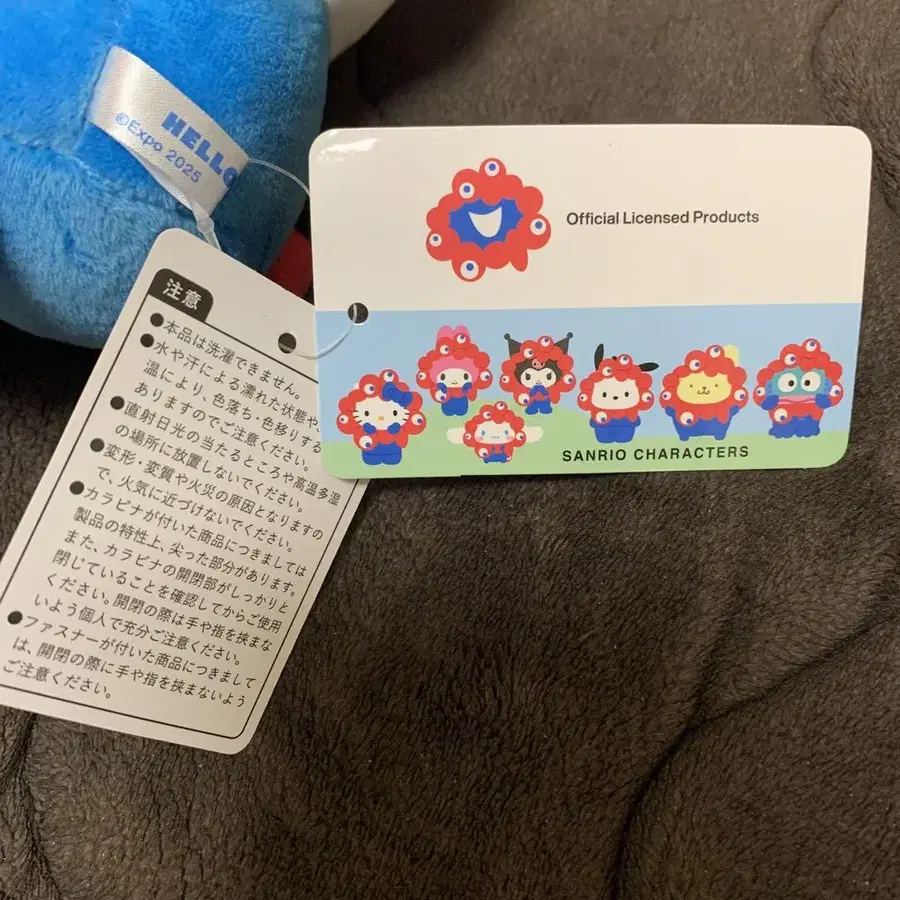 HELLO
©Expo 2025
Official Licensed Products
SANRIO CHARACTERS
注意
●本品は洗濯できません。
●水や汗による濡れた状態や
温により、色落ち・色移りする
ありますのでご注意ください。
●直射日光の当たるところや高温多湿
の場所に放置しないでください。
●変形・変質や火災の原因となりますの
で、火気に近づけないでください。
●カラビナが付いた商品につきましては
製品の特性上、尖った部分があります。
また、カラビナの開閉部がしっかりと
閉じていることを確認してからご使用
ください。開閉の際は手や指を挟まな
いよう個人で充分ご注意ください。
●ファスナーが付いた商品につきまして
は、開閉の際に手や指を挟まないよう
ご注意ください。